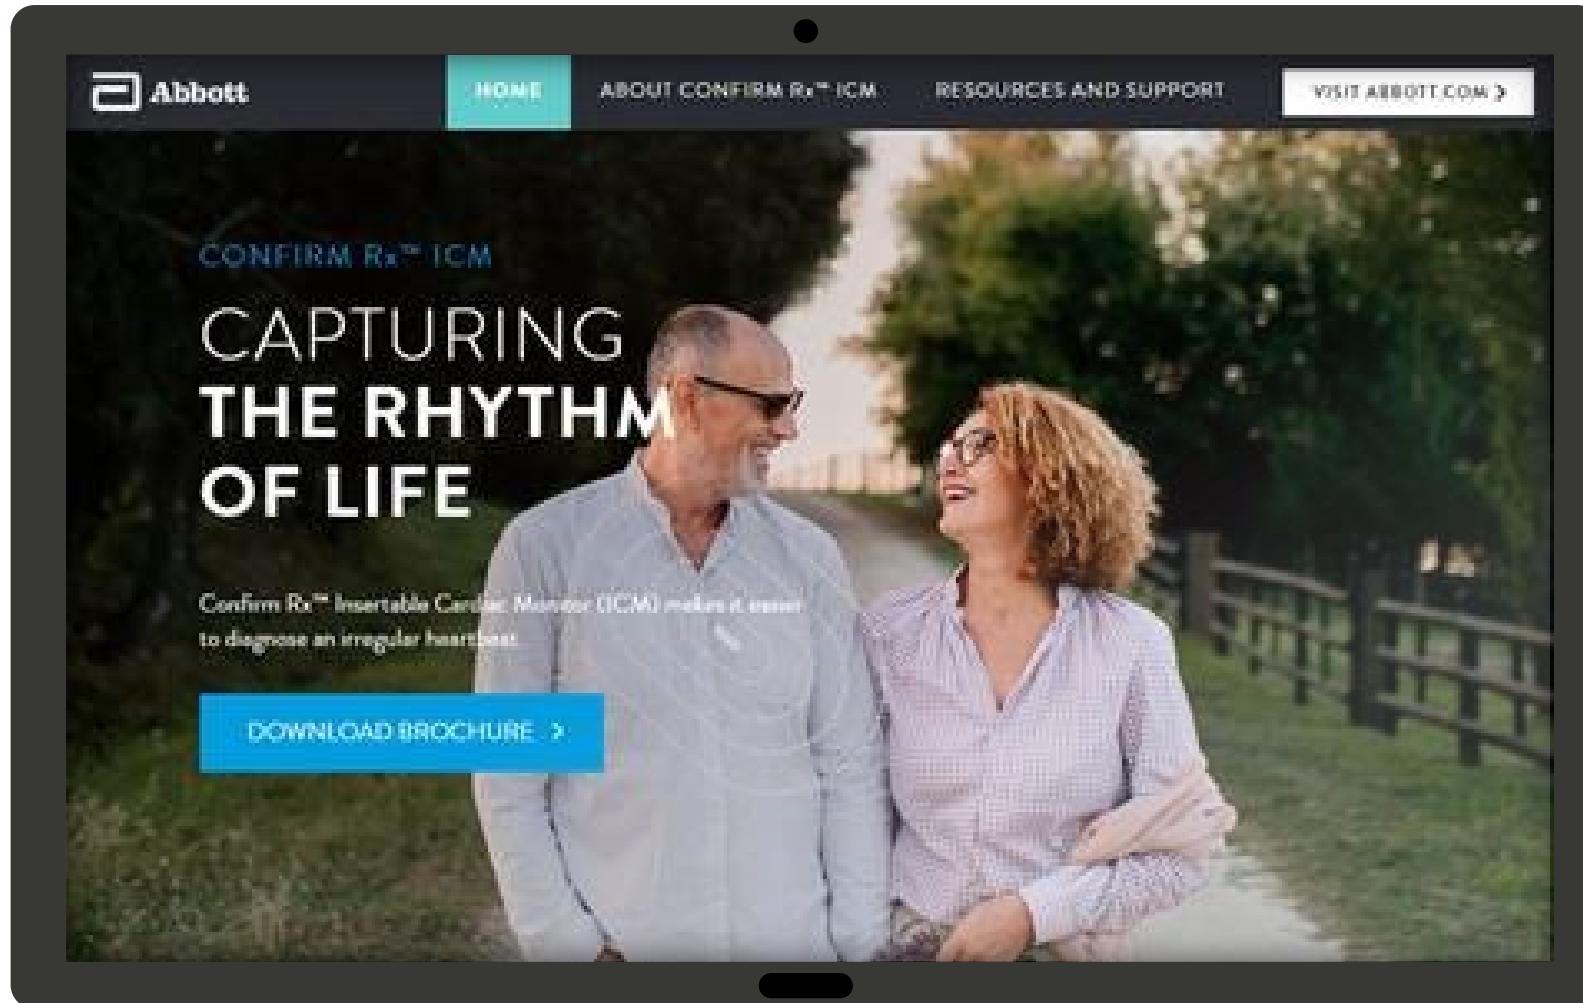 Abbott
HOME
ABOUT CONFIRM Rx™ ICM
RESOURCES AND SUPPORT
VISIT ABBOTT.COM
CONFIRM Rx™ ICM
CAPTURING
THE RHYTHM
OF LIFE
Confirm Rx™ Insertable Cardiac Monitor (ICM) makes it easier
to diagnose an irregular heartbeat
DOWNLOAD BROCHURE